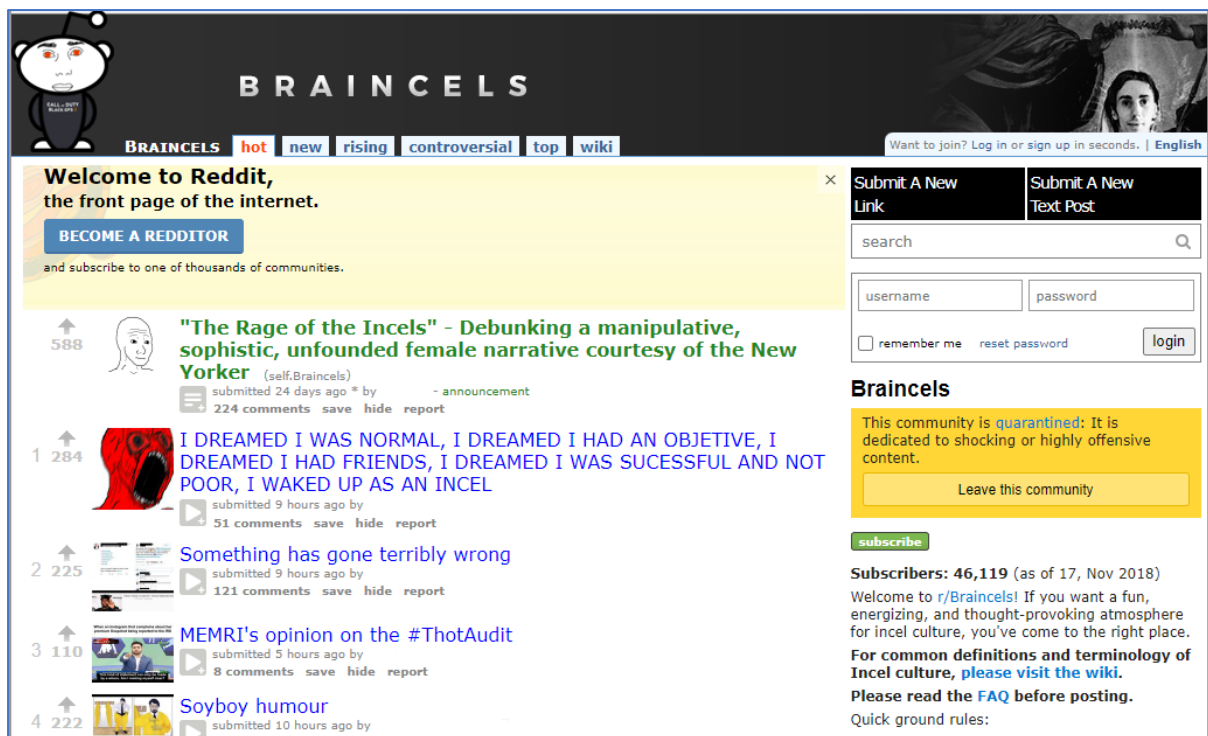 CALL OF DUTY
BLACK OPS
BRAINCELS
BRAINCELS hot new rising controversial top wiki
Want to join? Log in or sign up in seconds. | English
Welcome to Reddit,
the front page of the internet.
×
BECOME A REDDITOR
and subscribe to one of thousands of communities.
588
"The Rage of the Incels" - Debunking a manipulative,
sophistic, unfounded female narrative courtesy of the New
Yorker (self.Braincels)
submitted 24 days ago * by - announcement
224 comments save hide report
1 284
I DREAMED I WAS NORMAL, I DREAMED I HAD AN OBJETIVE, I
DREAMED I HAD FRIENDS, I DREAMED I WAS SUCESSFUL AND NOT
POOR, I WAKED UP AS AN INCEL
submitted 9 hours ago by
51 comments save hide report
2 225
Something has gone terribly wrong
submitted 9 hours ago by
121 comments save hide report
3 110
MEMRI's opinion on the #ThotAudit
submitted 5 hours ago by
8 comments save hide report
4 222
Soyboy humour
submitted 10 hours ago by
Submit A New
Link
Submit A New
Text Post
search
username
password
remember me reset password login
Braincels
This community is quarantined: It is
dedicated to shocking or highly offensive
content.
Leave this community
subscribe
Subscribers: 46,119 (as of 17, Nov 2018)
Welcome to r/Braincels! If you want a fun,
energizing, and thought-provoking atmosphere
for incel culture, you've come to the right place.
For common definitions and terminology of
Incel culture, please visit the wiki.
Please read the FAQ before posting.
Quick ground rules: